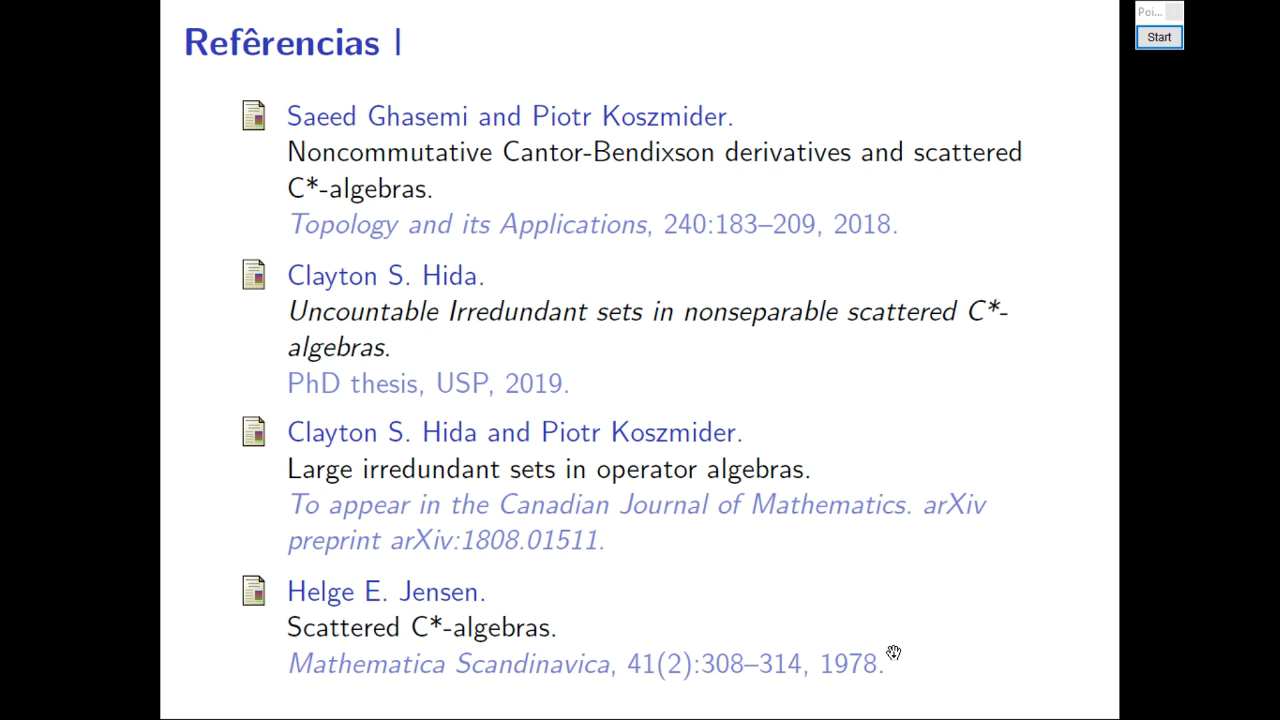 Refêrencias I
Poi...
Start
Saeed Ghasemi and Piotr Koszmider.
Noncommutative Cantor-Bendixson derivatives and scattered
C*-algebras.
Topology and its Applications, 240:183–209, 2018.
Clayton S. Hida.
Uncountable Irredundant sets in nonseparable scattered C*-
algebras.
PhD thesis, USP, 2019.
Clayton S. Hida and Piotr Koszmider.
Large irredundant sets in operator algebras.
To appear in the Canadian Journal of Mathematics. arXiv
preprint arXiv:1808.01511.
Helge E. Jensen.
Scattered C*-algebras.
Mathematica Scandinavica, 41(2):308–314, 1978.